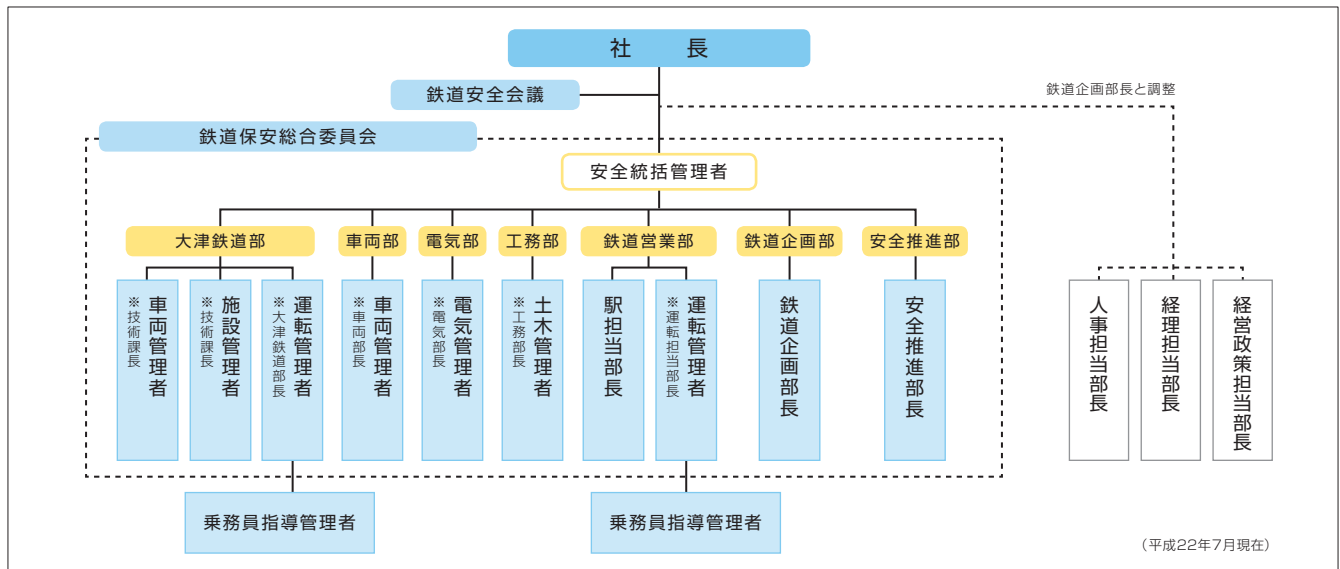 社長
鉄道安全会議
鉄道企画部長と調整
鉄道保安総合委員会
安全統括管理者
大津鉄道部
車両部
電気部
工務部
鉄道営業部
鉄道企画部
安全推進部
車両管理者
※技術課長
施設管理者
※技術課長
運転管理者
※大津鉄道部長
車両管理者
※車両部長
電気管理者
※電気部長
土木管理者
※工務部長
駅担当部長
運転管理者
※運転担当部長
鉄道企画部長
安全推進部長
人事担当部長
経理担当部長
経営政策担当部長
乗務員指導管理者
乗務員指導管理者
（平成22年7月現在）